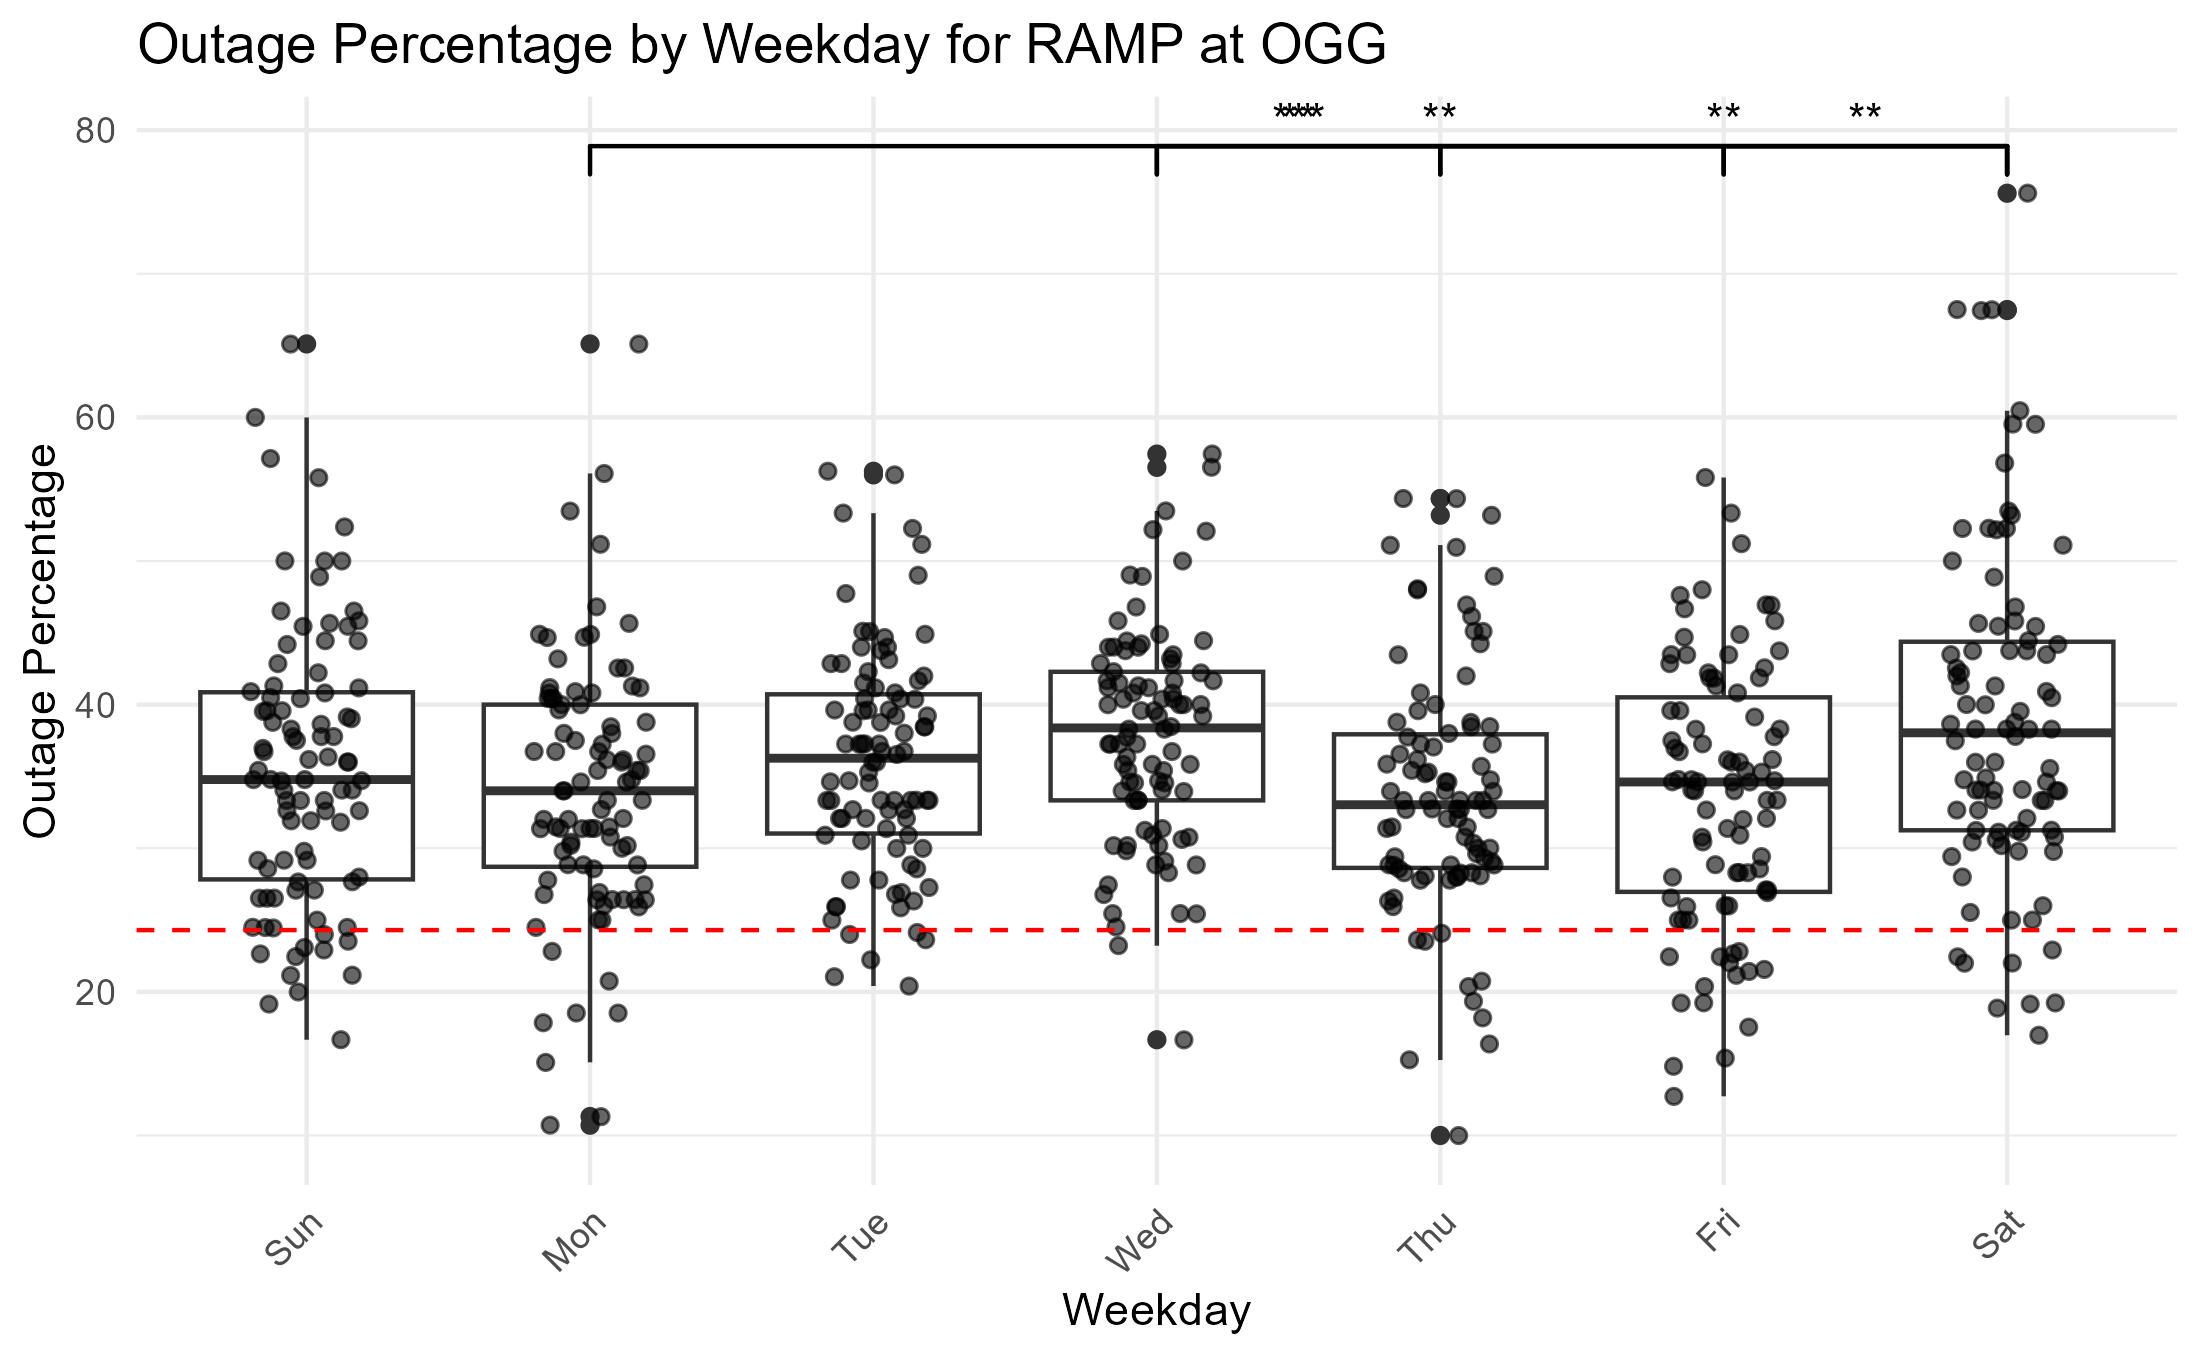 Outage Percentage by Weekday for RAMP at OGG
Outage Percentage
80
60
40
20
** ** **
Sun Mon Tue Wed Thu Fri Sat
Weekday